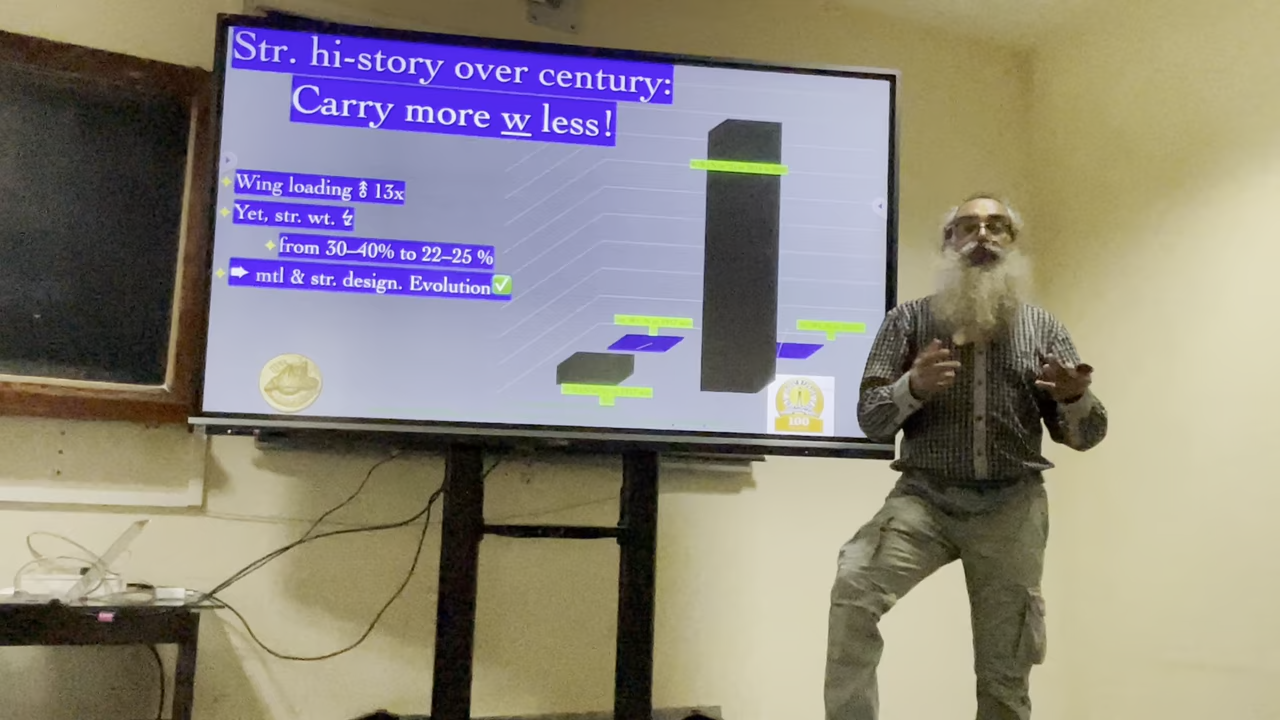 Str. hi-story over century:
Carry more w less!
Wing loading ⇞ 13x
Yet, str. wt. ↯
from 30–40% to 22–25 %
➡ mtl & str. design. Evolution✅
100